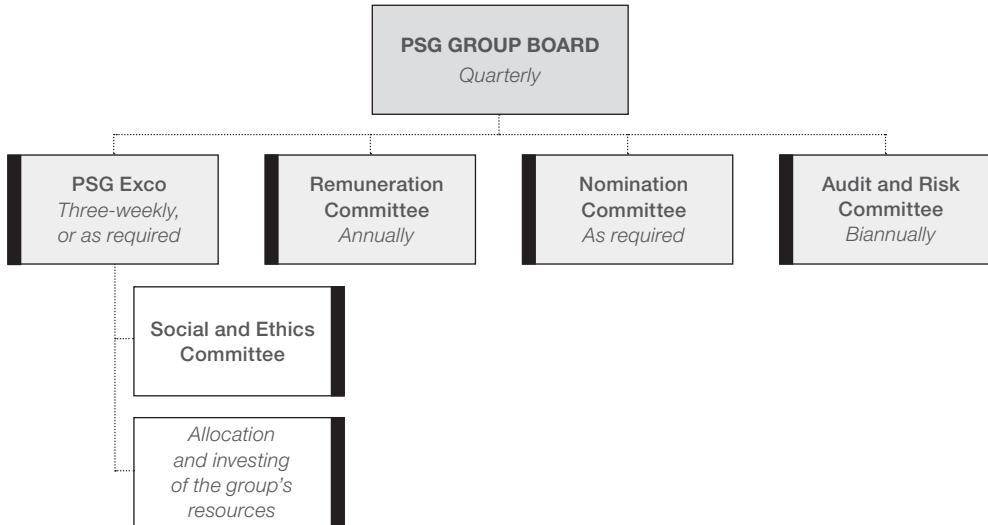 PSG GROUP BOARD
Quarterly
PSG Exco
Three-weekly,
or as required
Remuneration
Committee
Annually
Nomination
Committee
As required
Audit and Risk
Committee
Biannually
Social and Ethics
Committee
Allocation
and investing
of the group’s
resources